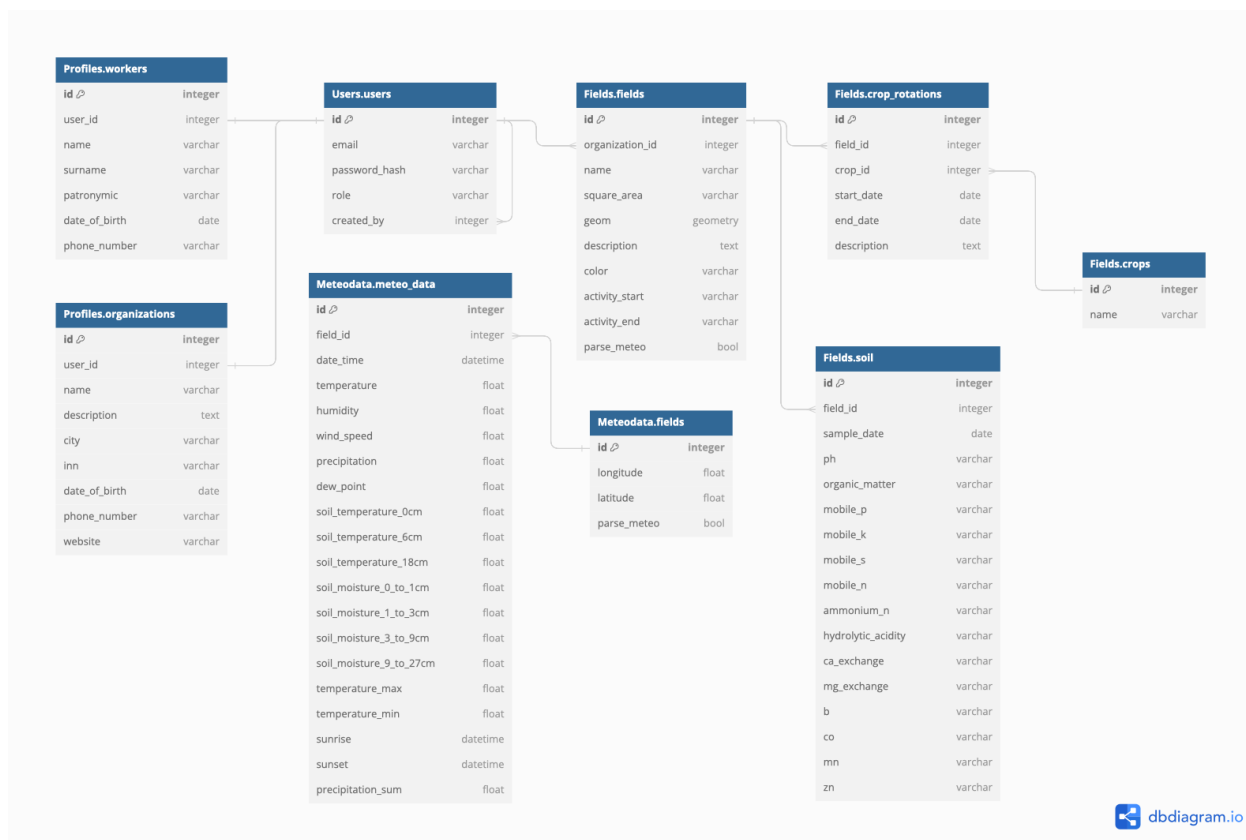 Profiles.workers
id integer
user_id integer
name varchar
surname varchar
patronymic varchar
date_of_birth date
phone_number varchar
Profiles.organizations
id integer
user_id integer
name varchar
description text
city varchar
inn varchar
date_of_birth date
phone_number varchar
website varchar
Users.users
id integer
email varchar
password_hash varchar
role varchar
created_by integer
Meteodata.meteo_data
id integer
field_id integer
date_time datetime
temperature float
humidity float
wind_speed float
precipitation float
dew_point float
soil_temperature_0cm float
soil_temperature_6cm float
soil_temperature_18cm float
soil_moisture_0_to_1cm float
soil_moisture_1_to_3cm float
soil_moisture_3_to_9cm float
soil_moisture_9_to_27cm float
temperature_max float
temperature_min float
sunrise datetime
sunset datetime
precipitation_sum float
Fields.fields
id integer
organization_id integer
name varchar
square_area varchar
geom geometry
description text
color varchar
activity_start varchar
activity_end varchar
parse_meteo bool
Meteodata.fields
id integer
longitude float
latitude float
parse_meteo bool
Fields.crop_rotations
id integer
field_id integer
crop_id integer
start_date date
end_date date
description text
Fields.soil
id integer
field_id integer
sample_date date
ph varchar
organic_matter varchar
mobile_p varchar
mobile_k varchar
mobile_s varchar
mobile_n varchar
ammonium_n varchar
hydrolytic_acidity varchar
ca_exchange varchar
mg_exchange varchar
b varchar
co varchar
mn varchar
zn varchar
Fields.crops
id integer
name varchar
dbdiagram.io